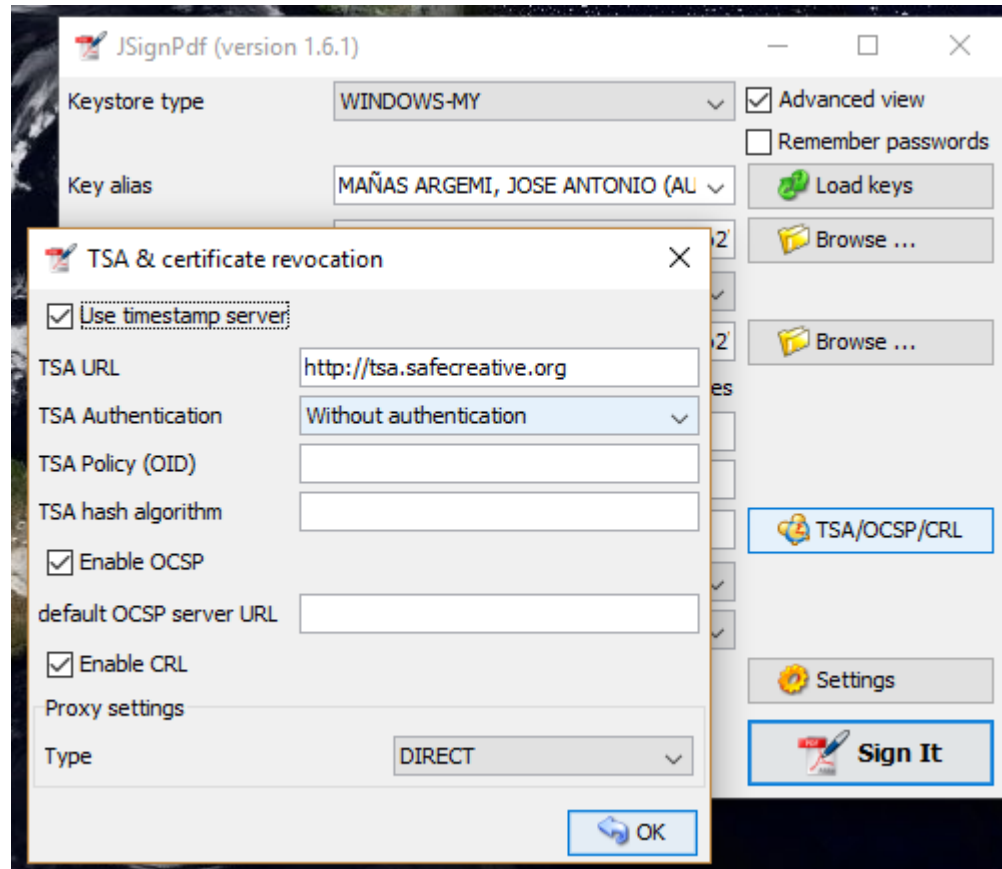 JSignPdf (version 1.6.1)
Keystore type WINDOWS-MY Advanced view
Remember passwords
Key alias MAÑAS ARGEMI, JOSE ANTONIO (AU Load keys
Browse ...
TSA & certificate revocation
Use timestamp server
Browse ...
TSA URL http://tsa.safecreative.org
es
TSA Authentication Without authentication
TSA Policy (OID)
TSA hash algorithm
TSA/OCSP/CRL
Enable OCSP
default OCSP server URL
Enable CRL
Settings
Proxy settings
Type DIRECT
Sign It
OK